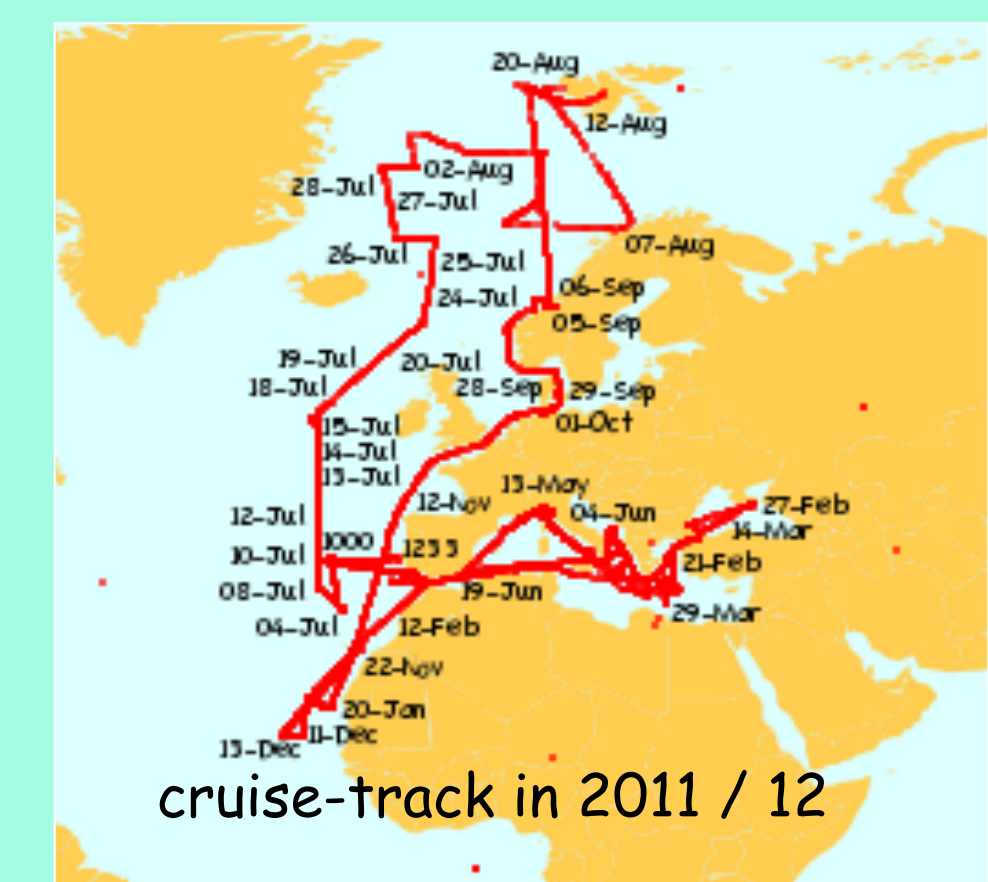 20-Aug
12-Aug
02-Aug
28-Jul
27-Jul
07-Aug
26-Jul
25-Jul
06-Sep
24-Jul
05-Sep
19-Jul
20-Jul
18-Jul
28-Sep
29-Sep
15-Jul
01-Oct
14-Jul
13-Jul
13-May
12-Nov
27-Feb
12-Jul
04-Jun
14-Mar
1000
1233
10-Jul
21-Feb
08-Jul
19-Jun
29-Mar
04-Jul
12-Feb
22-Nov
20-Jan
11-Dec
13-Dec
cruise-track in 2011 / 12